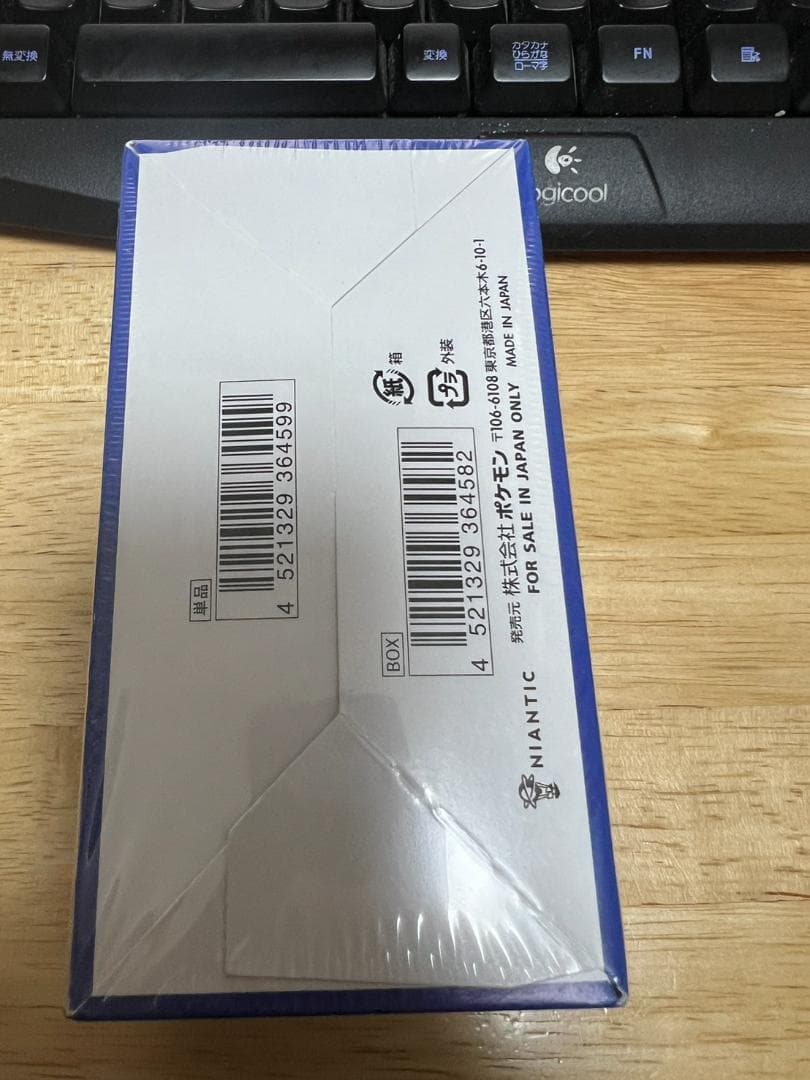 無変換
変換
カタカナ
ひらがな
ローマ字
FN
ogicool
単品
4 521329 364599
BOX
4 521329 364582
紙 箱
プラ 外装
発売元 株式会社ポケモン 〒106-6108 東京都港区六本木6-10-1
FOR SALE IN JAPAN ONLY MADE IN JAPAN
NIANTIC